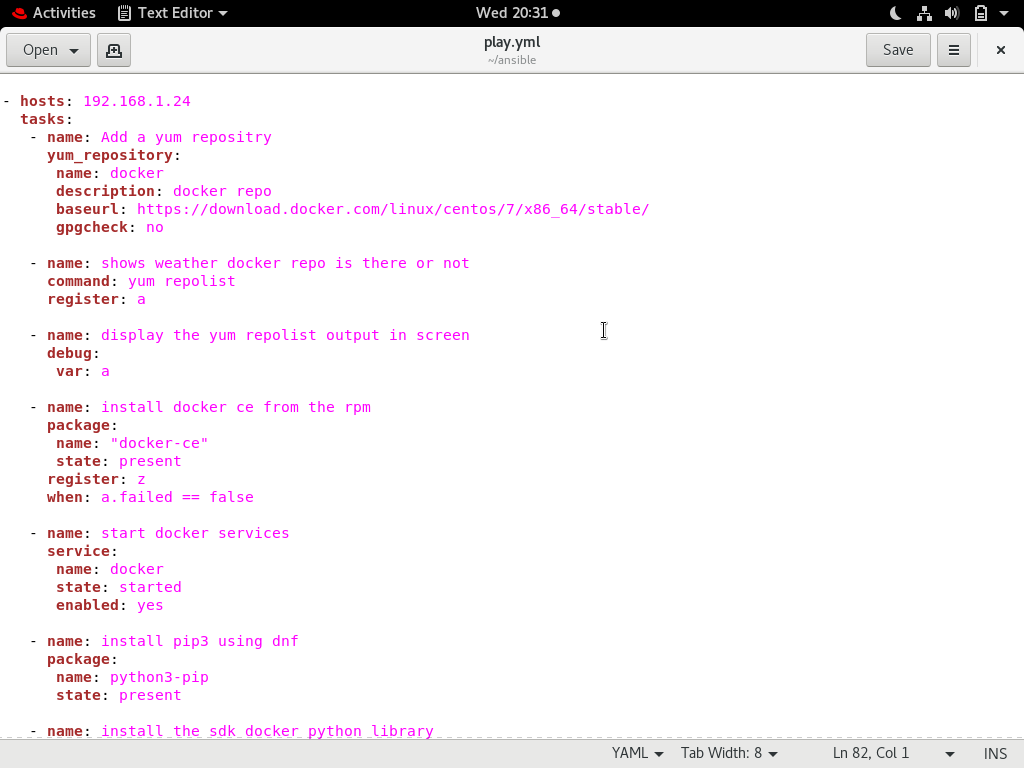 Activities Text Editor Wed 20:31
Open play.yml Save
~/ansible
- hosts: 192.168.1.24
tasks:
- name: Add a yum repositry
yum_repository:
name: docker
description: docker repo
baseurl: https://download.docker.com/linux/centos/7/x86_64/stable/
gpgcheck: no
- name: shows weather docker repo is there or not
command: yum repolist
register: a
- name: display the yum repolist output in screen
debug:
var: a
- name: install docker ce from the rpm
package:
name: "docker-ce"
state: present
register: z
when: a.failed == false
- name: start docker services
service:
name: docker
state: started
enabled: yes
- name: install pip3 using dnf
package:
name: python3-pip
state: present
- name: install the sdk docker python library
YAML Tab Width: 8 Ln 82, Col 1 INS